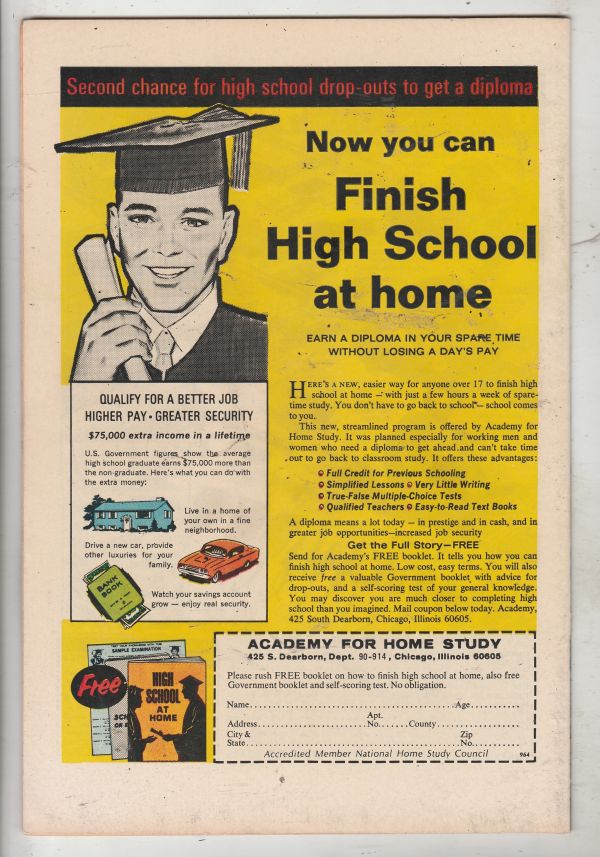 Second chance for high school drop-outs to get a diploma
Now you can
Finish
High School
at home
EARN A DIPLOMA IN YOUR SPARE TIME
WITHOUT LOSING A DAY'S PAY
QUALIFY FOR A BETTER JOB
HIGHER PAY • GREATER SECURITY
$75,000 extra income in a lifetime
U.S. Government figures show the average
high school graduate earns $75,000 more than
the non-graduate. Here's what you can do with
the extra money:
Live in a home of
your own in a fine
neighborhood.
Drive a new car, provide
other luxuries for your
family.
BANK
BOOK
Watch your savings account
grow — enjoy real security.
HERE'S A NEW, easier way for anyone over 17 to finish high
school at home — with just a few hours a week of spare-
time study. You don't have to go back to school — school comes
to you.
This new, streamlined program is offered by Academy for
Home Study. It was planned especially for working men and
women who need a diploma to get ahead and can't take time
out to go back to classroom study. It offers these advantages:
Full Credit for Previous Schooling
Simplified Lessons Very Little Writing
True-False Multiple-Choice Tests
Qualified Teachers Easy-to-Read Text Books
A diploma means a lot today — in prestige and in cash, and in
greater job opportunities—increased job security
Get the Full Story—FREE
Send for Academy's FREE booklet. It tells you how you can
finish high school at home. Low cost, easy terms. You will also
receive free a valuable Government booklet with advice for
drop-outs, and a self-scoring test of your general knowledge.
You may discover you are much closer to completing high
school than you imagined. Mail coupon below today. Academy,
425 South Dearborn, Chicago, Illinois 60605.
SAMPLE EXAMINATION
Free
HIGH
SCHOOL
AT
HOME
ACADEMY FOR HOME STUDY
425 S. Dearborn, Dept. 90-914, Chicago, Illinois 60605
Please rush FREE booklet on how to finish high school at home, also free
Government booklet and self-scoring test. No obligation.
Name Age
Apt.
Address No. County
City & Zip
State No.
Accredited Member National Home Study Council 964